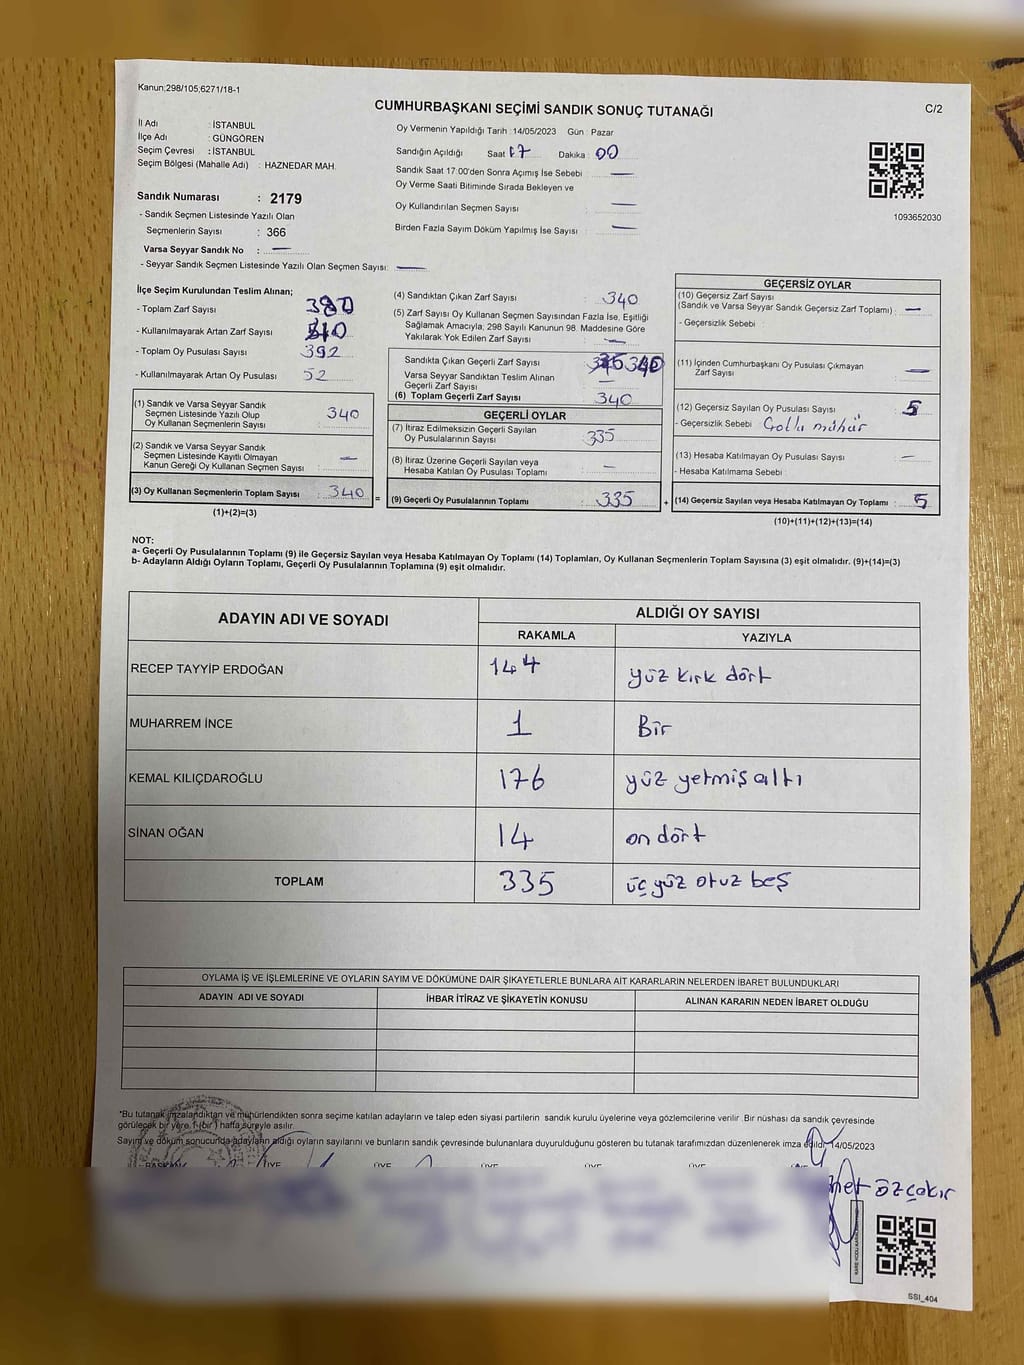 Kanun;298/105,6271/18-1
CUMHURBAŞKANI SEÇİMİ SANDIK SONUÇ TUTANAĞI
C/2
İl Adı : İSTANBUL
İlçe Adı : GÜNGÖREN
Seçim Çevresi : İSTANBUL
Seçim Bölgesi (Mahalle Adı) : HAZNEDAR MAH.
Sandık Numarası : 2179
- Sandık Seçmen Listesinde Yazılı Olan
Seçmenlerin Sayısı : 366
Varsa Seyyar Sandık No : —
- Seyyar Sandık Seçmen Listesinde Yazılı Olan Seçmen Sayısı: —
Oy Vermenin Yapıldığı Tarih : 14/05/2023 Gün : Pazar
Sandığın Açıldığı Saat 17 Dakika : 00
Sandık Saat 17:00'den Sonra Açımış İse Sebebi —
Oy Verme Saati Bitiminde Sırada Bekleyen ve
Oy Kullandırılan Seçmen Sayısı —
Birden Fazla Sayım Döküm Yapılmış İse Sayısı —
1093652030
İlçe Seçim Kurulundan Teslim Alınan;
- Toplam Zarf Sayısı :
- Kullanılmayarak Artan Zarf Sayısı :
- Toplam Oy Pusulası Sayısı : 392
- Kullanılmayarak Artan Oy Pusulası : 52
(1) Sandık ve Varsa Seyyar Sandık
Seçmen Listesinde Yazılı Olup
Oy Kullanan Seçmenlerin Sayısı : 340
(2) Sandık ve Varsa Seyyar Sandık
Seçmen Listesinde Kayıtlı Olmayan
Kanun Gereği Oy Kullanan Seçmen Sayısı : —
(3) Oy Kullanan Seçmenlerin Toplam Sayısı : 340 =
(1)+(2)=(3)
(4) Sandıktan Çıkan Zarf Sayısı : 340
(5) Zarf Sayısı Oy Kullanan Seçmen Sayısından Fazla İse, Eşitliği
Sağlamak Amacıyla; 298 Sayılı Kanunun 98. Maddesine Göre
Yakılarak Yok Edilen Zarf Sayısı : —
Sandıkta Çıkan Geçerli Zarf Sayısı : 340
Varsa Seyyar Sandıktan Teslim Alınan
Geçerli Zarf Sayısı : —
(6) Toplam Geçerli Zarf Sayısı : 340
GEÇERLİ OYLAR
(7) İtiraz Edilmeksizin Geçerli Sayılan
Oy Pusulalarının Sayısı : 335
(8) İtiraz Üzerine Geçerli Sayılan veya
Hesaba Katılan Oy Pusulası Toplamı : —
(9) Geçerli Oy Pusulalarının Toplamı : 335 +
GEÇERSİZ OYLAR
(10) Geçersiz Zarf Sayısı
(Sandık ve Varsa Seyyar Sandık Geçersiz Zarf Toplamı) : —
- Geçersizlik Sebebi :
(11) İçinden Cumhurbaşkanı Oy Pusulası Çıkmayan
Zarf Sayısı : —
(12) Geçersiz Sayılan Oy Pusulası Sayısı : 5
- Geçersizlik Sebebi : Çoklu mühür
(13) Hesaba Katılmayan Oy Pusulası Sayısı : —
- Hesaba Katılmama Sebebi :
(14) Geçersiz Sayılan veya Hesaba Katılmayan Oy Toplamı : 5
(10)+(11)+(12)+(13)=(14)
NOT:
a- Geçerli Oy Pusulalarının Toplamı (9) ile Geçersiz Sayılan veya Hesaba Katılmayan Oy Toplamı (14) Toplamları, Oy Kullanan Seçmenlerin Toplam Sayısına (3) eşit olmalıdır. (9)+(14)=(3)
b- Adayların Aldığı Oyların Toplamı, Geçerli Oy Pusulalarının Toplamına (9) eşit olmalıdır.
ADAYIN ADI VE SOYADI
ALDIĞI OY SAYISI
RAKAMLA YAZIYLA
RECEP TAYYİP ERDOĞAN 144 yüz kırk dört
MUHARREM İNCE 1 Bir
KEMAL KILIÇDAROĞLU 176 yüz yetmiş altı
SİNAN OĞAN 14 on dört
TOPLAM 335 üç yüz otuz beş
OYLAMA İŞ VE İŞLEMLERİNE VE OYLARIN SAYIM VE DÖKÜMÜNE DAİR ŞİKAYETLERLE BUNLARA AİT KARARLARIN NELERDEN İBARET BULUNDUKLARI
ADAYIN ADI VE SOYADI İHBAR İTİRAZ VE ŞİKAYETİN KONUSU ALINAN KARARIN NEDEN İBARET OLDUĞU
*Bu tutanak imzalandıktan ve mühürlendikten sonra seçime katılan adayların ve talep eden siyasi partilerin sandık kurulu üyelerine veya gözlemcilerine verilir. Bir nüshası da sandık çevresinde
görülecek bir yere 1 (bir) hafta süreyle asılır.
Sayım ve döküm sonucunda adayların aldığı oyların sayılarını ve bunların sandık çevresinde bulunanlara duyurulduğunu gösteren bu tutanak tarafımızdan düzenlenerek imza edildi. 14/05/2023
BAŞKAN ÜYE ÜYE ÜYE ÜYE ÜYE
özçakır
SSI_404